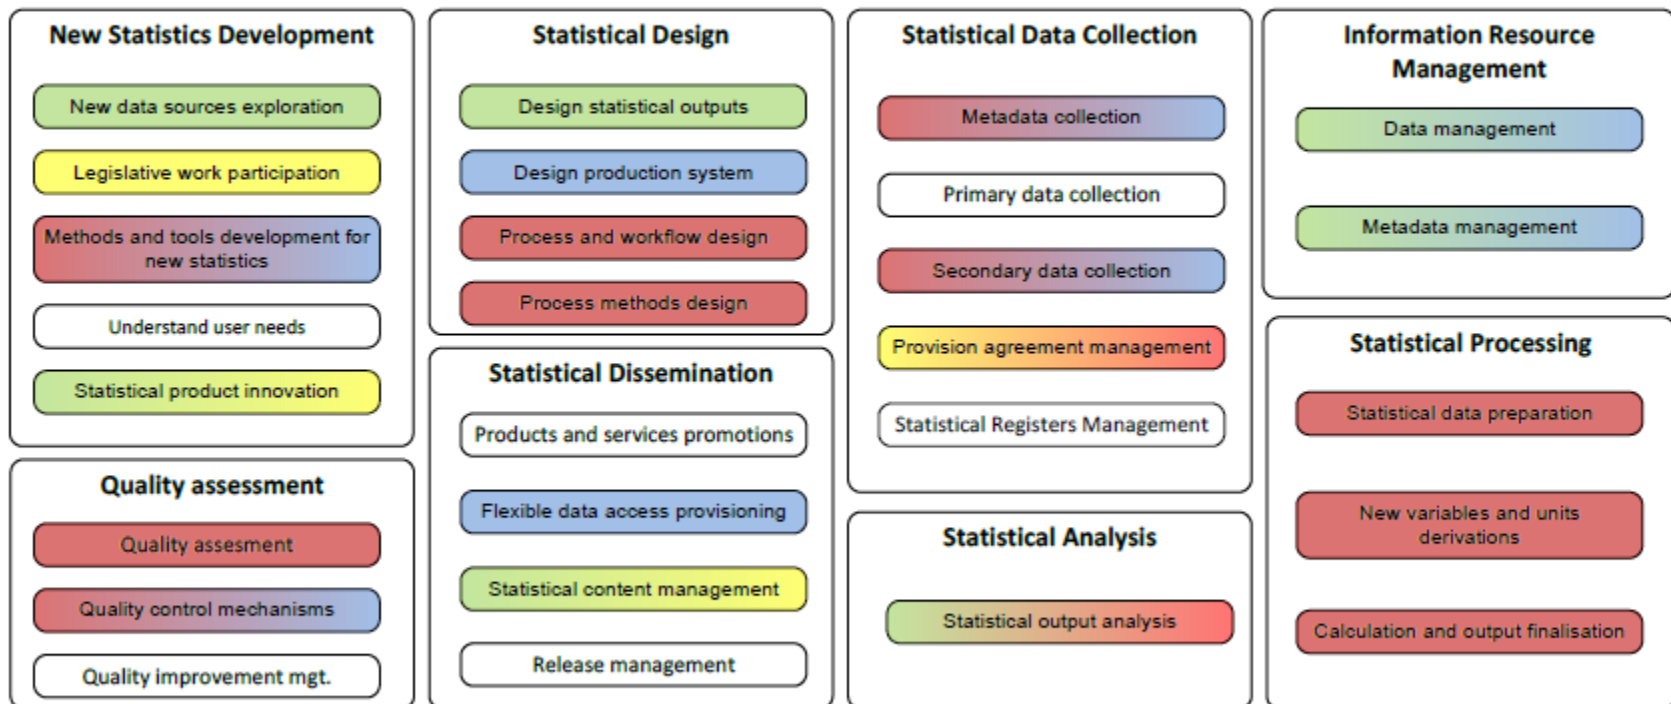 New Statistics Development
New data sources exploration
Legislative work participation
Methods and tools development for
new statistics
Understand user needs
Statistical product innovation
Quality assessment
Quality assesment
Quality control mechanisms
Quality improvement mgt.
Statistical Design
Design statistical outputs
Design production system
Process and workflow design
Process methods design
Statistical Dissemination
Products and services promotions
Flexible data access provisioning
Statistical content management
Release management
Statistical Data Collection
Metadata collection
Primary data collection
Secondary data collection
Provision agreement management
Statistical Registers Management
Statistical Analysis
Statistical output analysis
Information Resource
Management
Data management
Metadata management
Statistical Processing
Statistical data preparation
New variables and units
derivations
Calculation and output finalisation